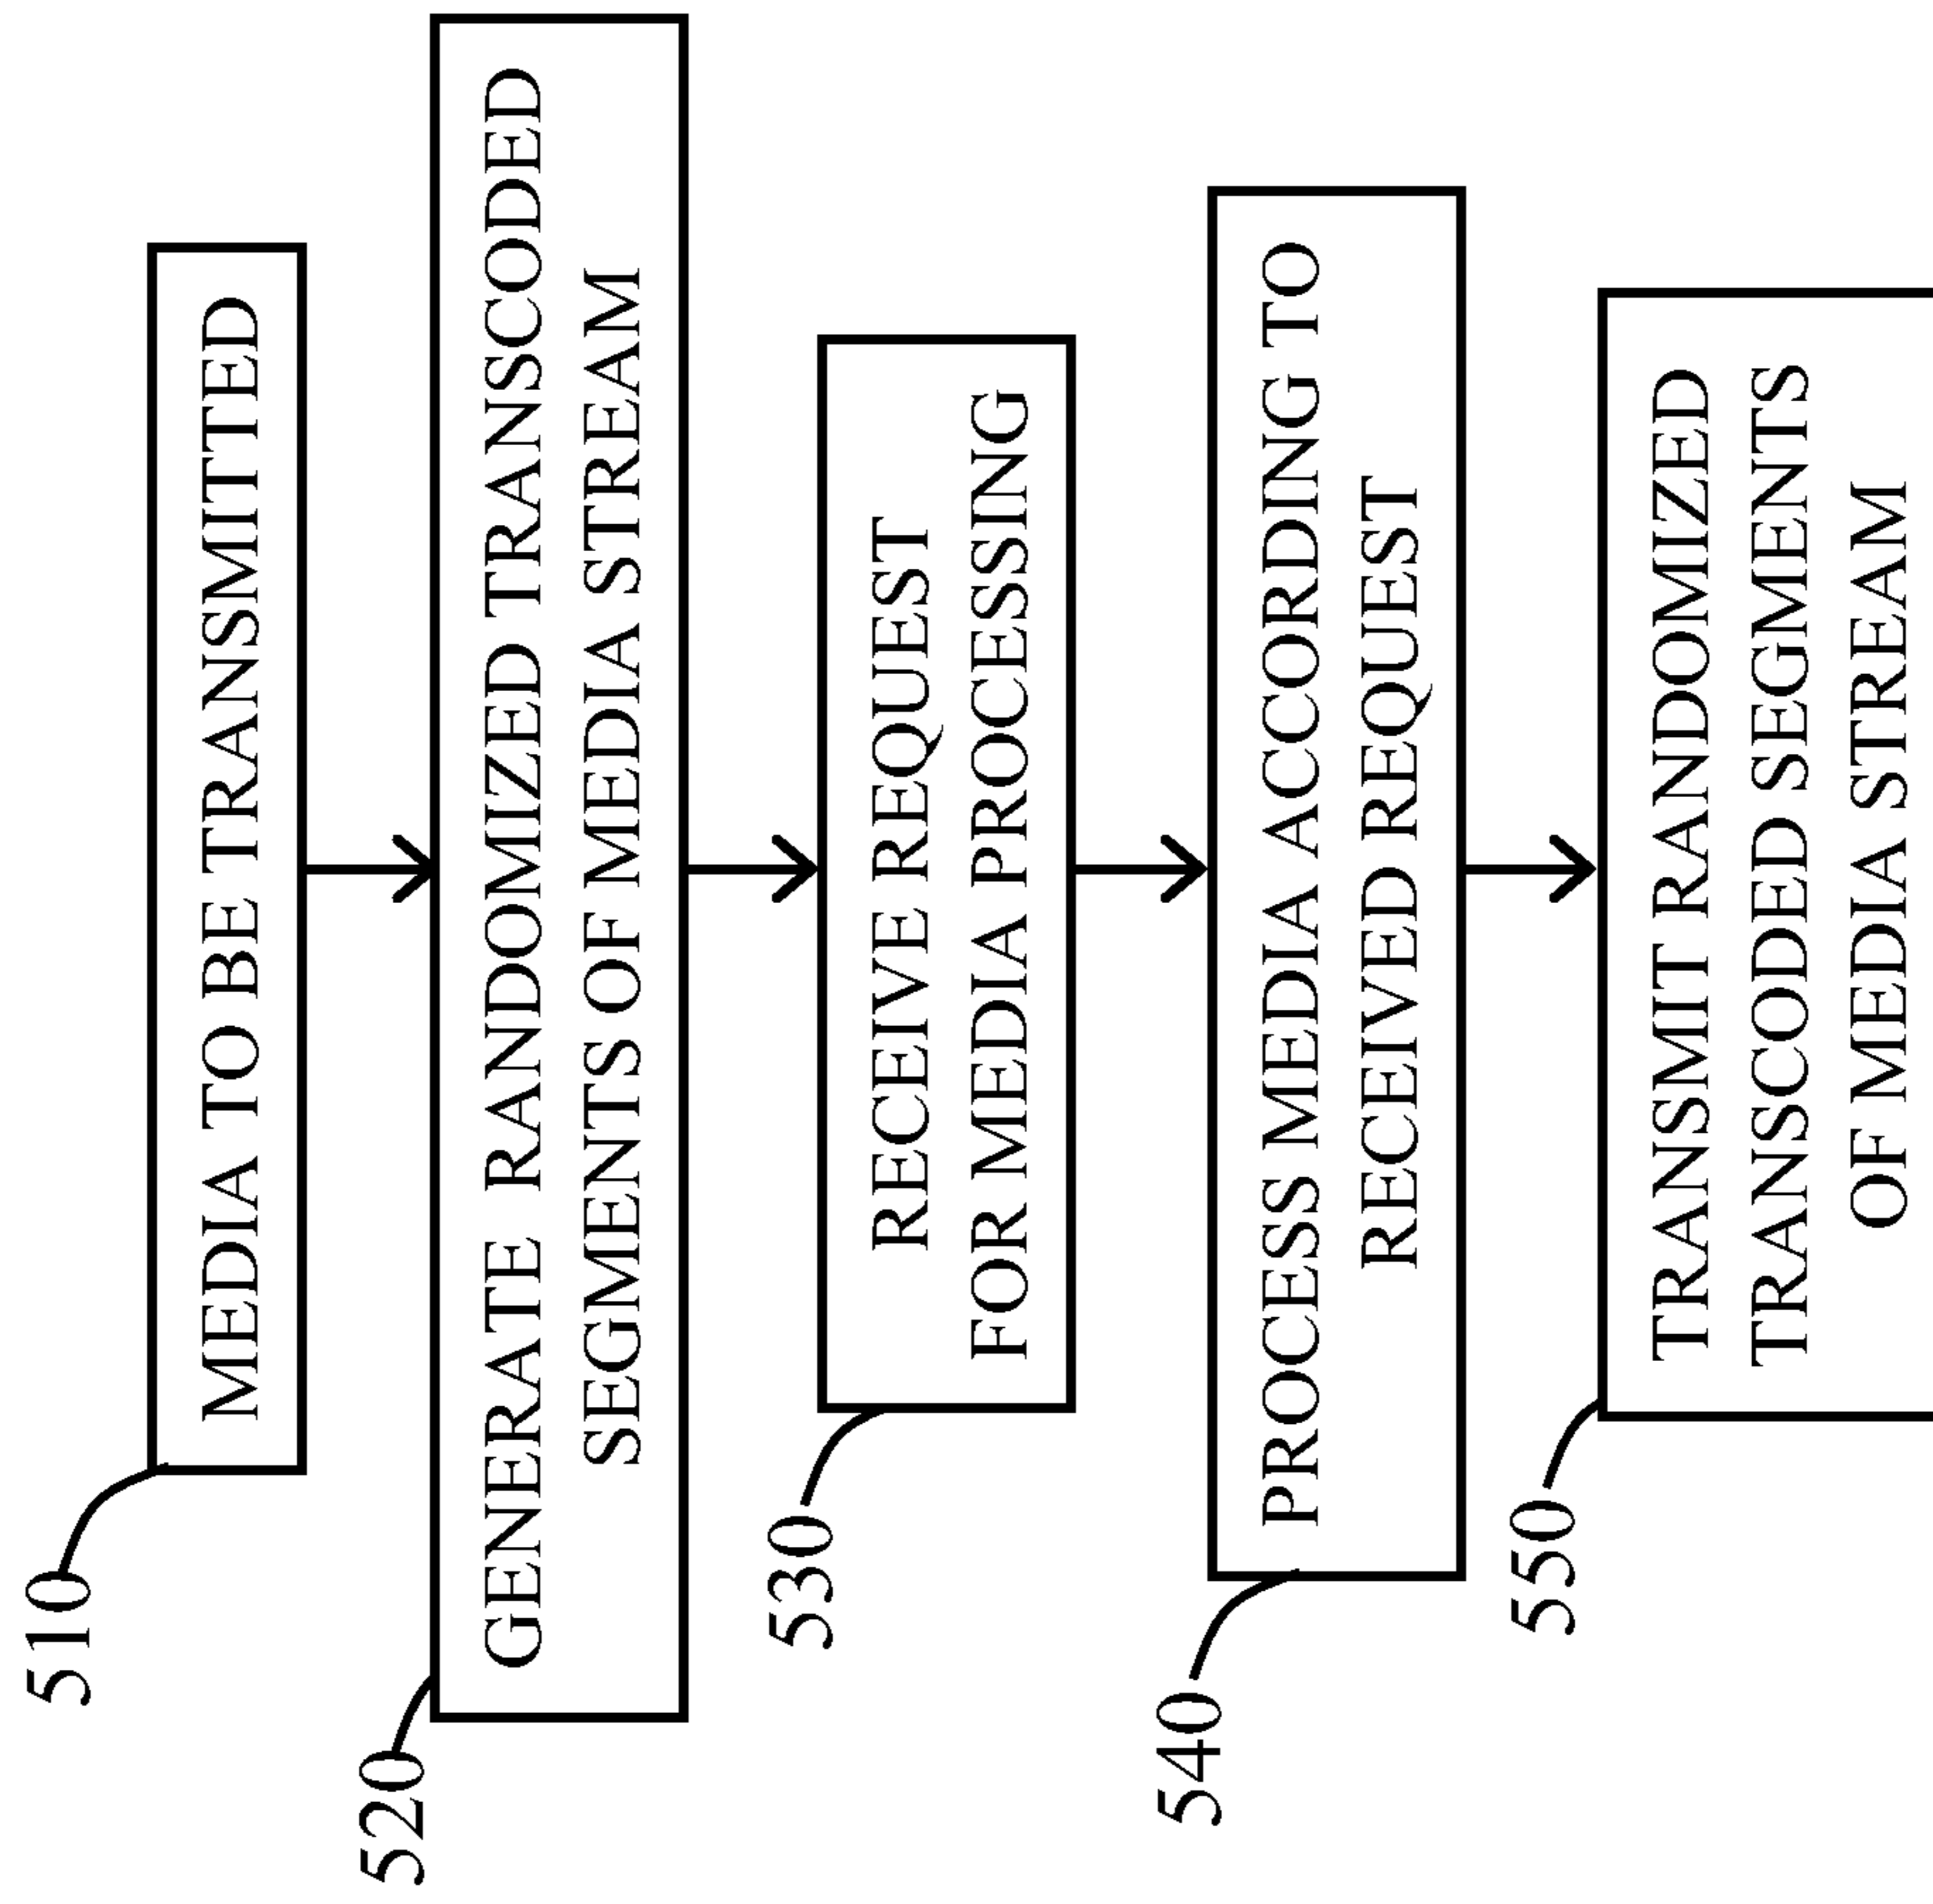 510
MEDIA TO BE TRANSMITTED
520
GENERATE RANDOMIZED TRANSCODED
SEGMENTS OF MEDIA STREAM
530
RECEIVE REQUEST
FOR MEDIA PROCESSING
540
PROCESS MEDIA ACCORDING TO
RECEIVED REQUEST
550
TRANSMIT RANDOMIZED
TRANSCODED SEGMENTS
OF MEDIA STREAM